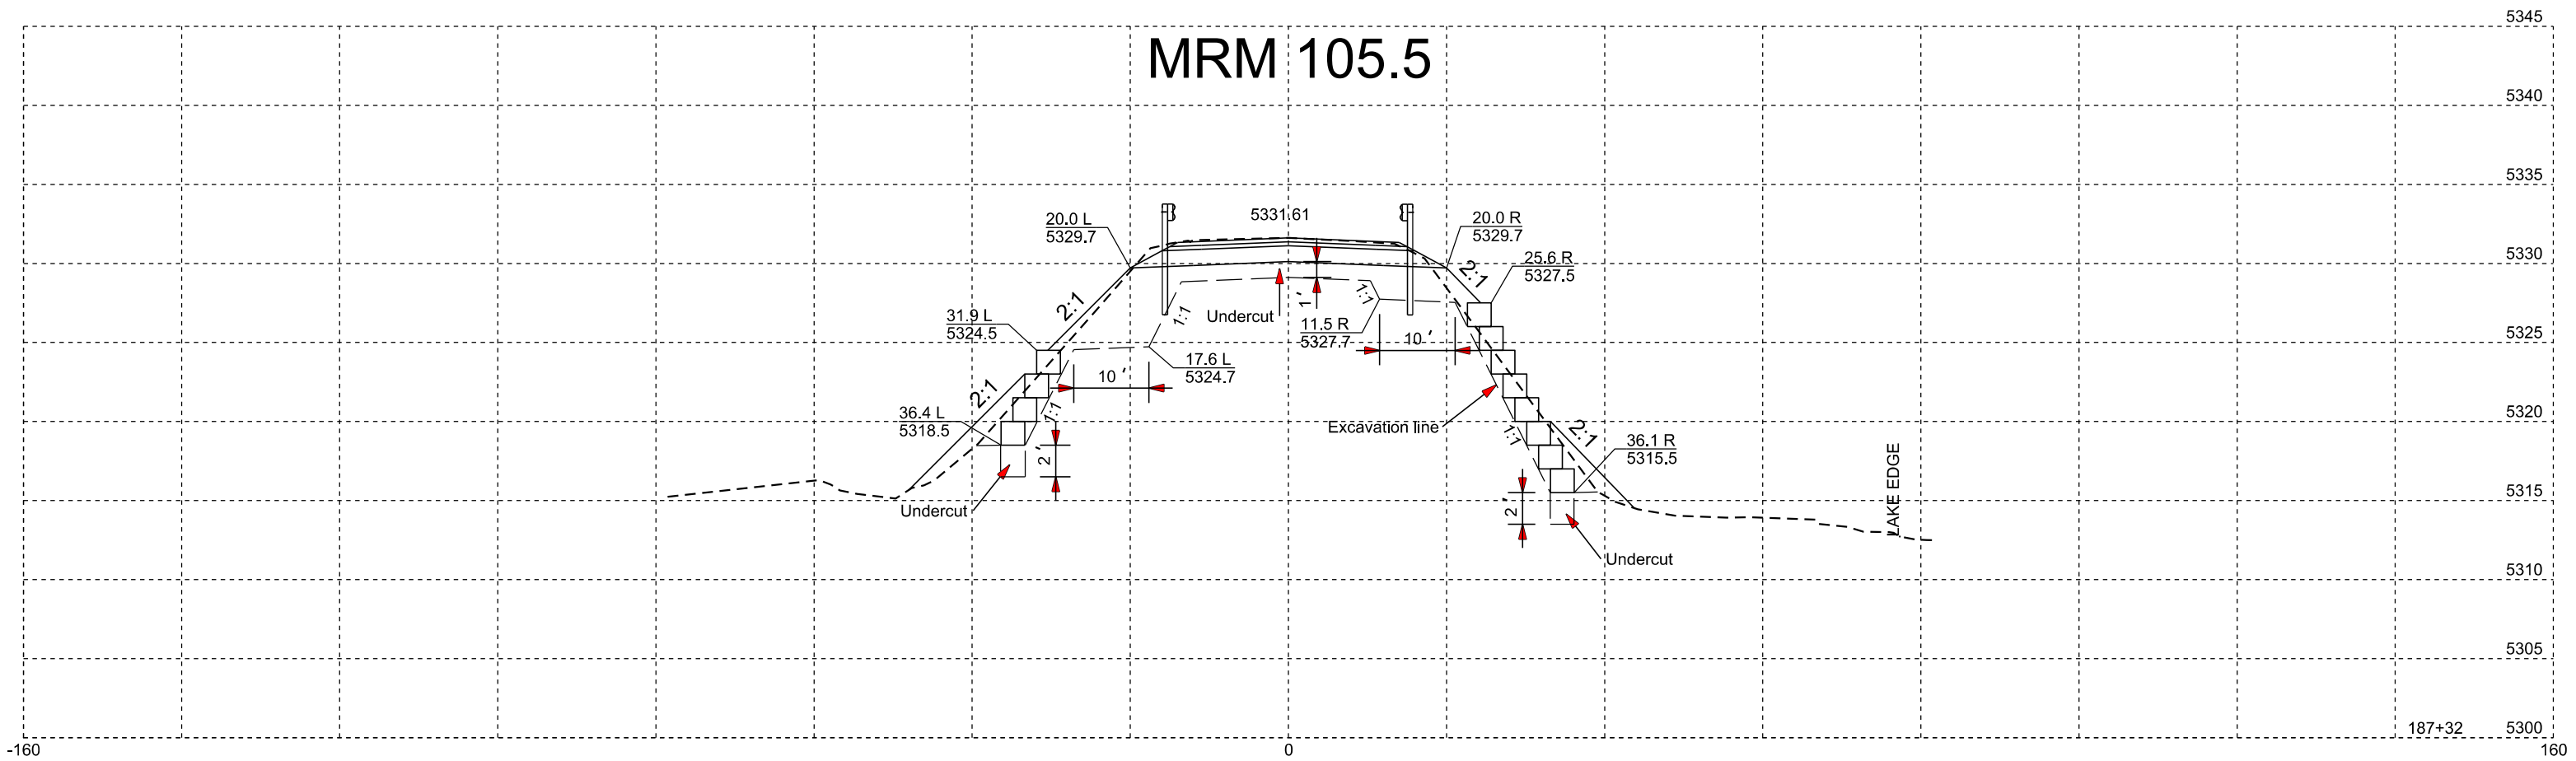 5345
MRM 105.5
5340
5335
20.0 L
5329.7
5331.61
20.0 R
5329.7
5330
2:1
25.6 R
5327.5
2:1
1:1
1'
1:1
Undercut
31.9 L
5324.5
11.5 R
5327.7
10'
5325
17.6 L
5324.7
10'
2:1
36.4 L
5318.5
1:1
5320
Excavation line
1:1
2:1
36.1 R
5315.5
2'
LAKE EDGE
5315
Undercut
2'
Undercut
5310
5305
187+32
5300
-160
0
160